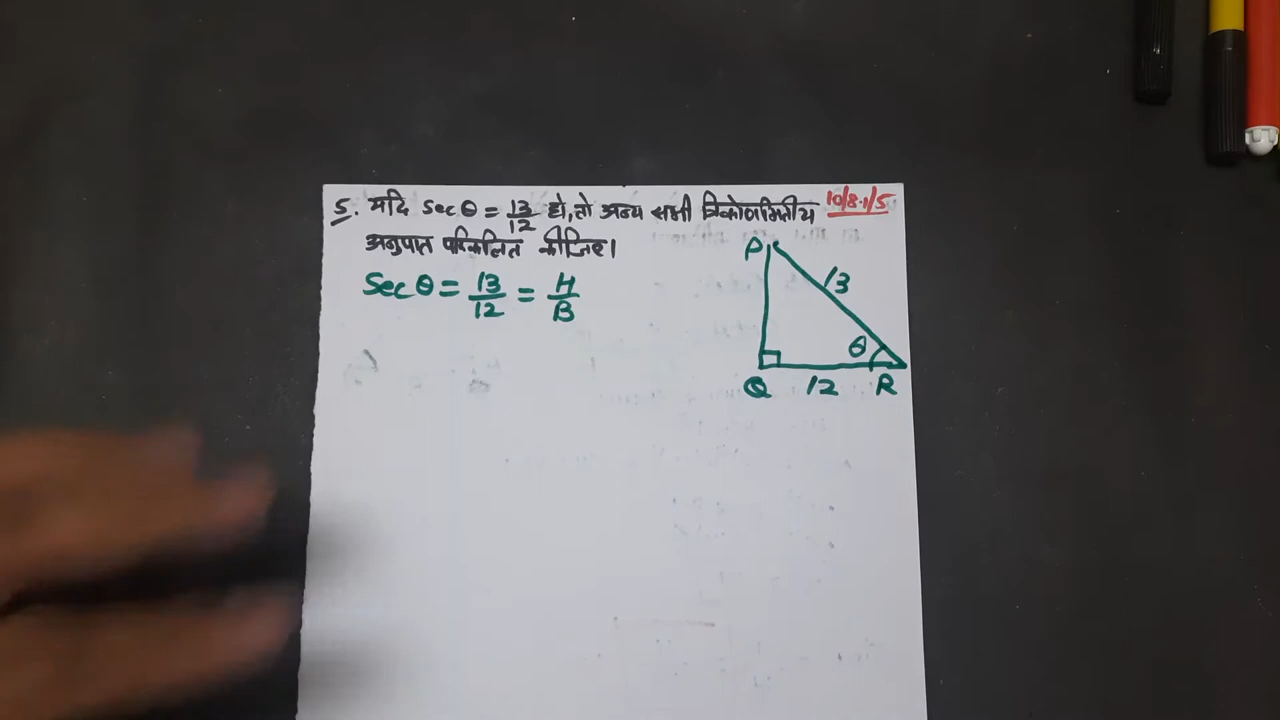 5. यदि Sec θ = 13/12 हो, तो अन्य सभी त्रिकोणमितीय 10/8.1/5
अनुपात परिकलित कीजिए।
Sec θ = 13/12 = H/B
P
13
θ
Q 12 R